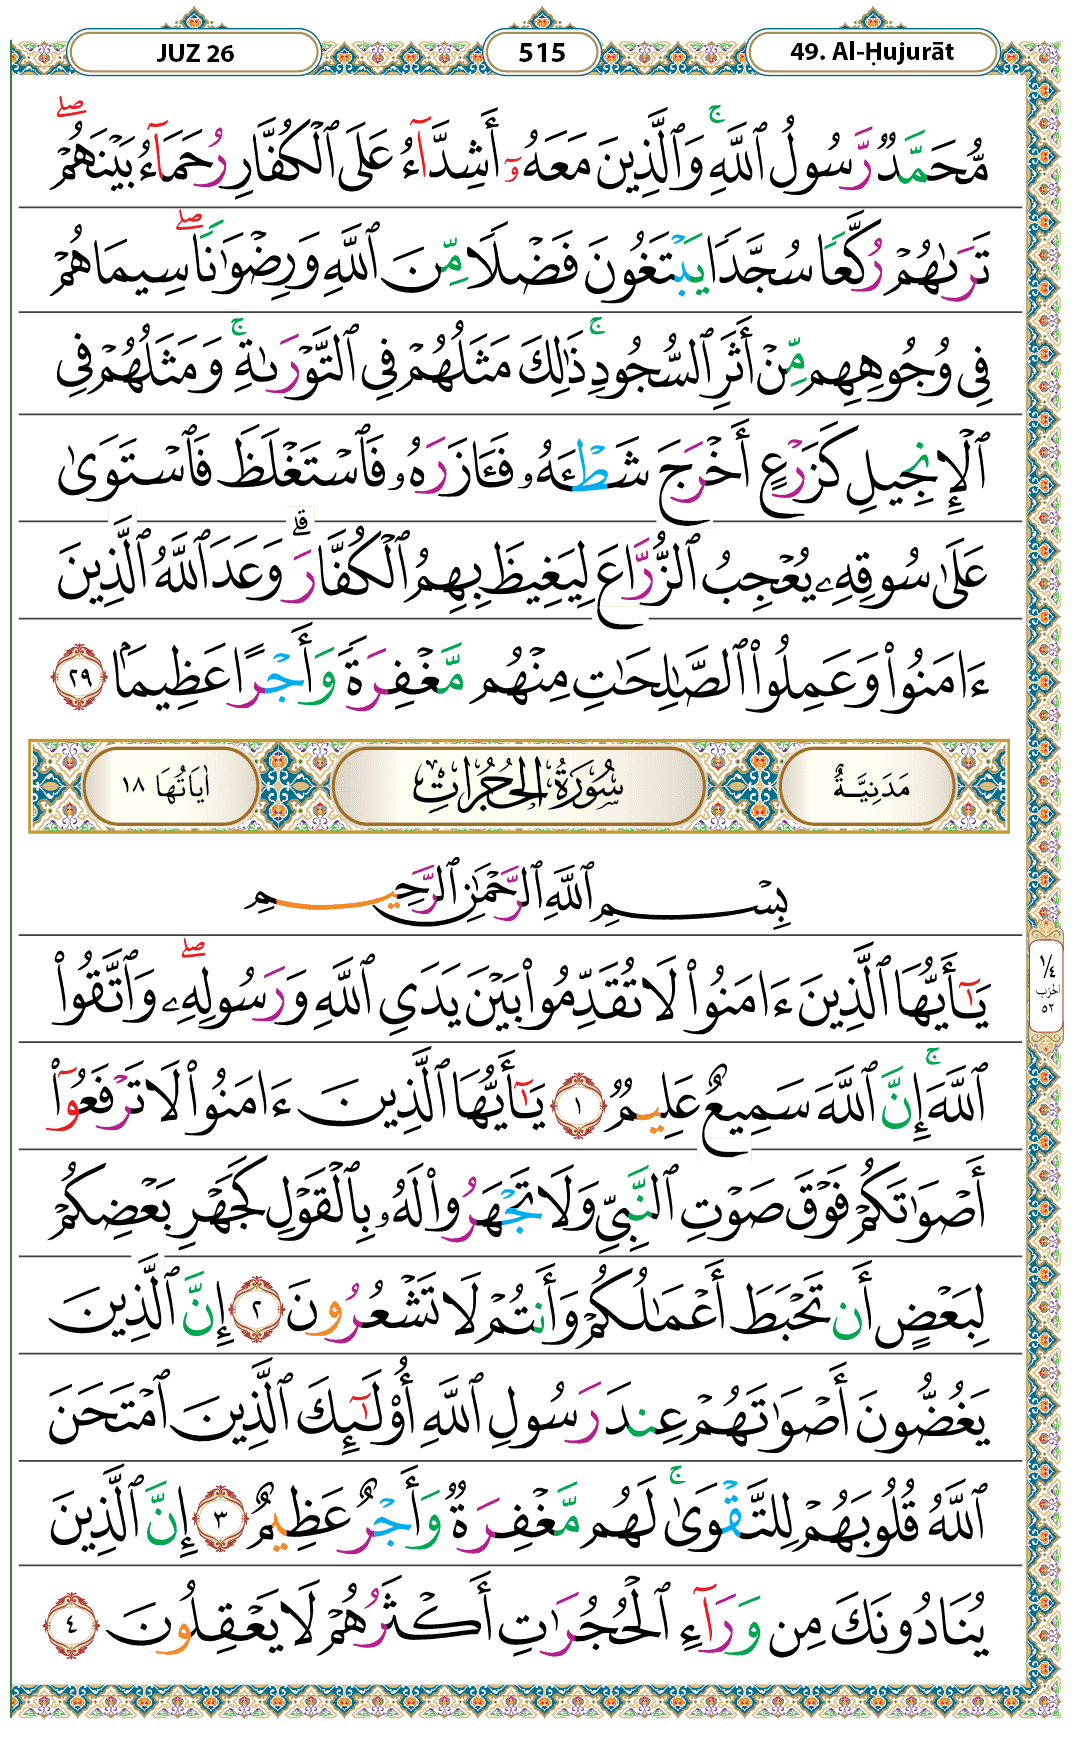 JUZ 26
515
49. Al-Ḥujurāt
مُّحَمَّدٌ رَّسُولُ ٱللَّهِ ۚ وَٱلَّذِينَ مَعَهُۥٓ أَشِدَّآءُ عَلَى ٱلْكُفَّارِ رُحَمَآءُ بَيْنَهُمْ ۖ
تَرَىٰهُمْ رُكَّعًا سُجَّدًا يَبْتَغُونَ فَضْلًا مِّنَ ٱللَّهِ وَرِضْوَٰنًا ۖ سِيمَاهُمْ
فِى وُجُوهِهِم مِّنْ أَثَرِ ٱلسُّجُودِ ۚ ذَٰلِكَ مَثَلُهُمْ فِى ٱلتَّوْرَىٰةِ ۚ وَمَثَلُهُمْ فِى
ٱلْإِنجِيلِ كَزَرْعٍ أَخْرَجَ شَطْـَٔهُۥ فَـَٔازَرَهُۥ فَٱسْتَغْلَظَ فَٱسْتَوَىٰ
عَلَىٰ سُوقِهِۦ يُعْجِبُ ٱلزُّرَّاعَ لِيَغِيظَ بِهِمُ ٱلْكُفَّارَ ۗ وَعَدَ ٱللَّهُ ٱلَّذِينَ
ءَامَنُوا۟ وَعَمِلُوا۟ ٱلصَّٰلِحَٰتِ مِنْهُم مَّغْفِرَةً وَأَجْرًا عَظِيمًۢا ٢٩
مَدَنِيَّةٌ
سُورَةُ الْحُجُرَاتِ
اٰيَاتُهَا ١٨
بِسْمِ ٱللَّهِ ٱلرَّحْمَٰنِ ٱلرَّحِيمِ
يَٰٓأَيُّهَا ٱلَّذِينَ ءَامَنُوا۟ لَا تُقَدِّمُوا۟ بَيْنَ يَدَىِ ٱللَّهِ وَرَسُولِهِۦ ۖ وَٱتَّقُوا۟
ٱللَّهَ ۚ إِنَّ ٱللَّهَ سَمِيعٌ عَلِيمٌ ١ يَٰٓأَيُّهَا ٱلَّذِينَ ءَامَنُوا۟ لَا تَرْفَعُوٓا۟
أَصْوَٰتَكُمْ فَوْقَ صَوْتِ ٱلنَّبِىِّ وَلَا تَجْهَرُوا۟ لَهُۥ بِٱلْقَوْلِ كَجَهْرِ بَعْضِكُمْ
لِبَعْضٍ أَن تَحْبَطَ أَعْمَٰلُكُمْ وَأَنتُمْ لَا تَشْعُرُونَ ٢ إِنَّ ٱلَّذِينَ
يَغُضُّونَ أَصْوَٰتَهُمْ عِندَ رَسُولِ ٱللَّهِ أُو۟لَٰٓئِكَ ٱلَّذِينَ ٱمْتَحَنَ
ٱللَّهُ قُلُوبَهُمْ لِلتَّقْوَىٰ ۚ لَهُم مَّغْفِرَةٌ وَأَجْرٌ عَظِيمٌ ٣ إِنَّ ٱلَّذِينَ
يُنَادُونَكَ مِن وَرَآءِ ٱلْحُجُرَٰتِ أَكْثَرُهُمْ لَا يَعْقِلُونَ ٤
١/٤
الحزب
٥٢